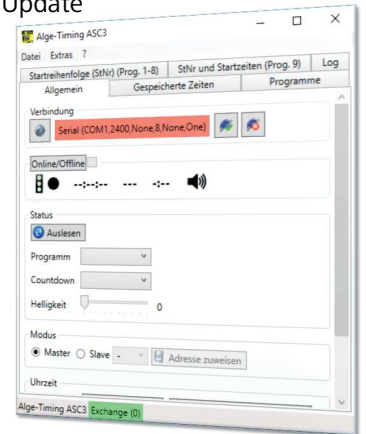 Update
Alge-Timing ASC3
Datei Extras ?
Startreihenfolge (StNr) (Prog. 1-8) StNr und Startzeiten (Prog. 9) Log
Allgemein Gespeicherte Zeiten Programme
Verbindung
Serial (COM1,2400,None,8,None,One)
Online/Offline
--:--:-- --- -:--
Status
Auslesen
Programm
Countdown
Helligkeit 0
Modus
Master Slave - Adresse zuweisen
Uhrzeit
Alge-Timing ASC3 Exchange (0)